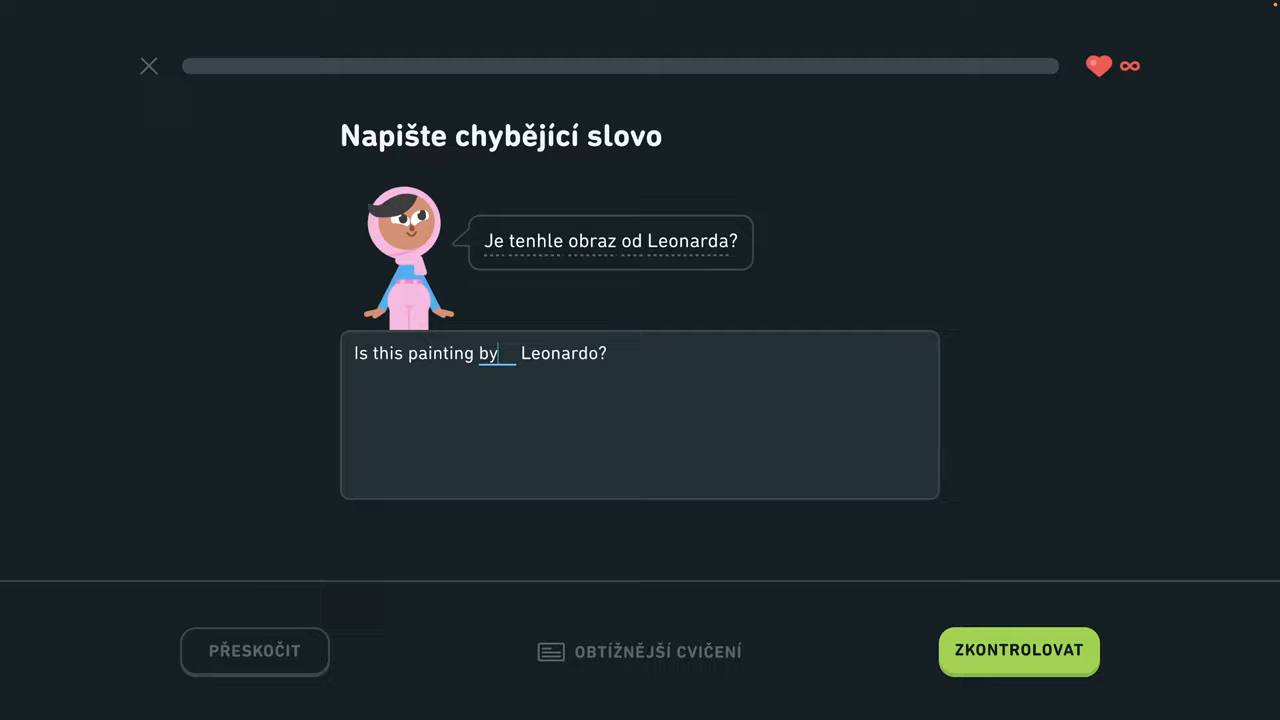 ∞
Napište chybějící slovo
Je tenhle obraz od Leonarda?
Is this painting by Leonardo?
PŘESKOČIT
OBTÍŽNĚJŠÍ CVIČENÍ
ZKONTROLOVAT